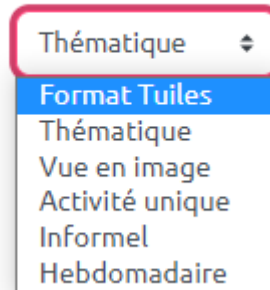 Thématique
Format Tuiles
Thématique
Vue en image
Activité unique
Informel
Hebdomadaire